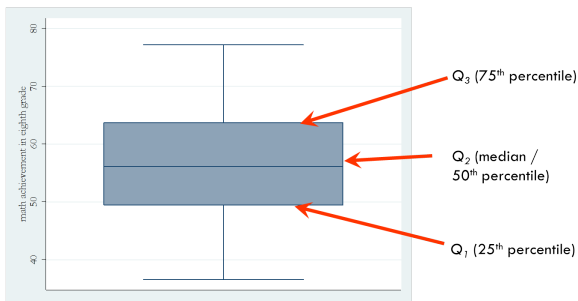 80
70
60
50
40
math achievement in eighth grade
Q3 (75th percentile)
Q2 (median /
50th percentile)
Q1 (25th percentile)